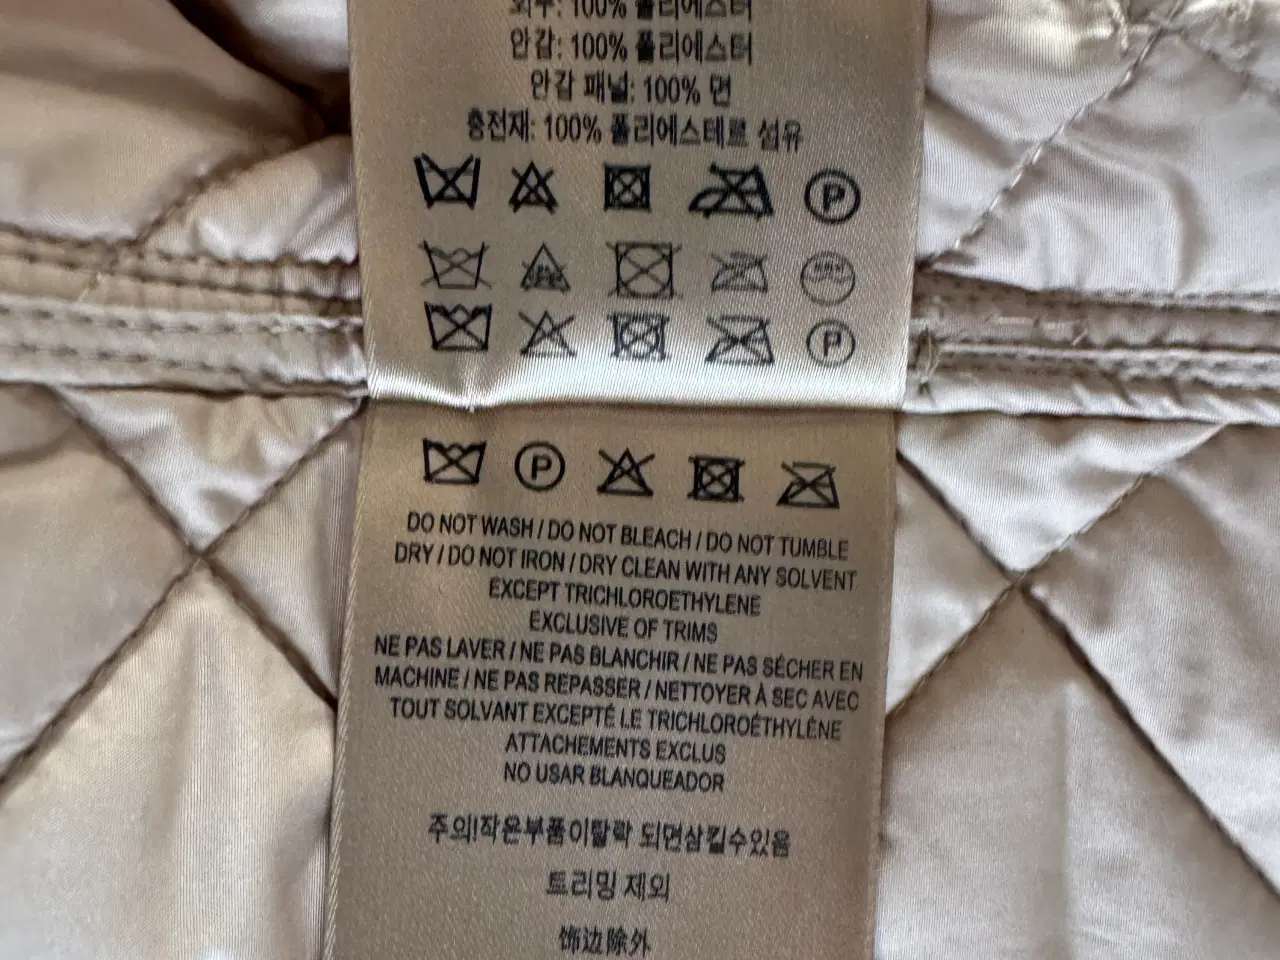 외부: 100% 폴리에스터
안감: 100% 폴리에스터
안감 패널: 100% 면
충전재: 100% 폴리에스테르 섬유
P
P
P
DO NOT WASH / DO NOT BLEACH / DO NOT TUMBLE
DRY / DO NOT IRON / DRY CLEAN WITH ANY SOLVENT
EXCEPT TRICHLOROETHYLENE
EXCLUSIVE OF TRIMS
NE PAS LAVER / NE PAS BLANCHIR / NE PAS SÉCHER EN
MACHINE / NE PAS REPASSER / NETTOYER À SEC AVEC
TOUT SOLVANT EXCEPTÉ LE TRICHLOROÉTHYLÈNE
ATTACHEMENTS EXCLUS
NO USAR BLANQUEADOR
주의!작은부품이탈락 되면삼킬수있음
트리밍 제외
饰边除外